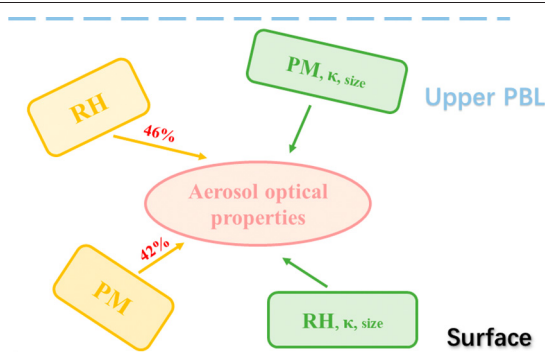 PM, κ, size
RH
Upper PBL
46%
Aerosol optical
properties
42%
PM
RH, κ, size
Surface